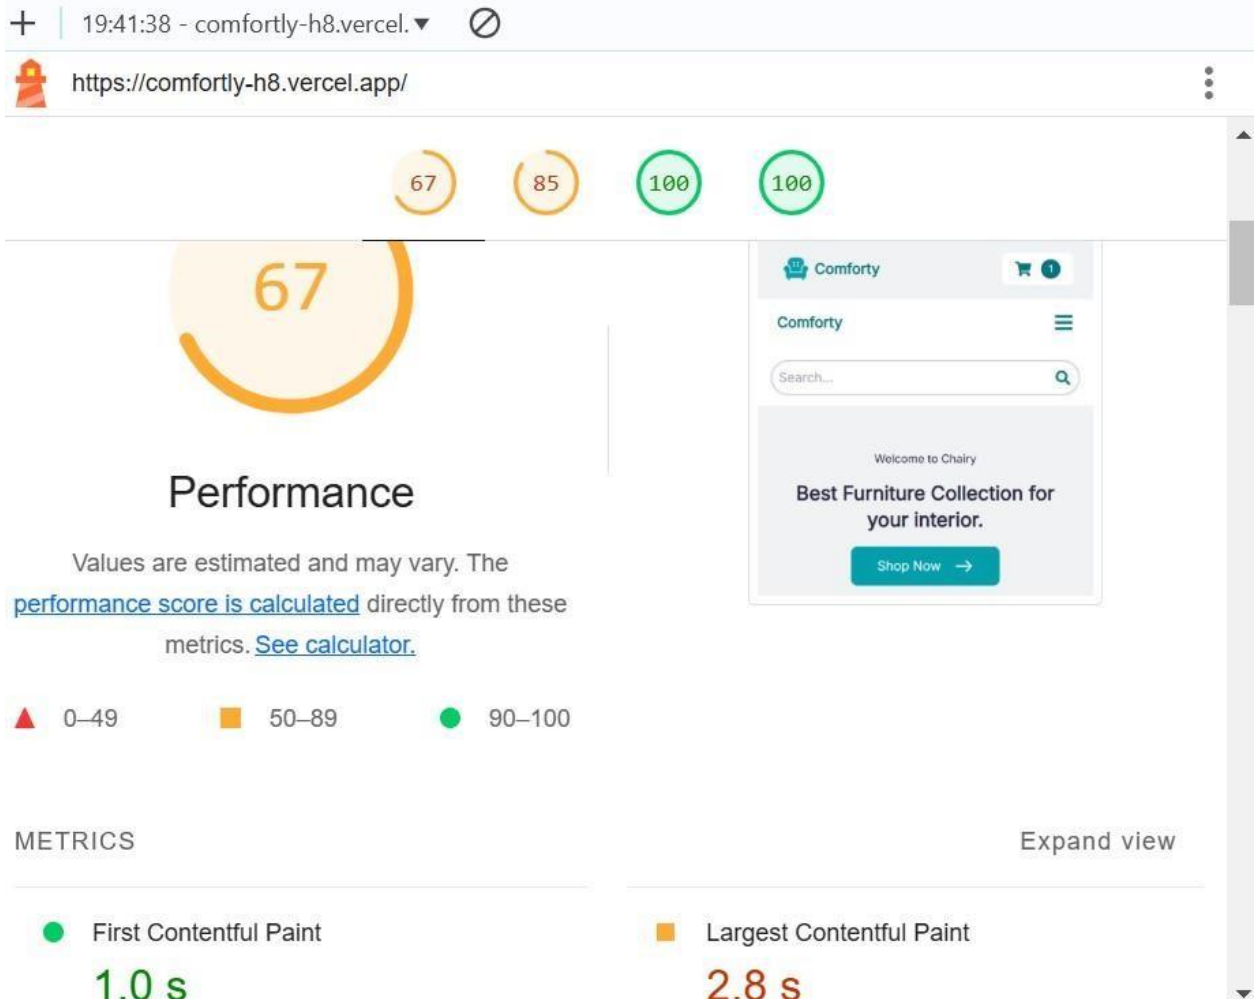 19:41:38 - comfortly-h8.vercel.
https://comfortly-h8.vercel.app/
67
85
100
100
67
Performance
Values are estimated and may vary. The
performance score is calculated directly from these
metrics. See calculator.
0–49
50–89
90–100
Comforty
1
Comforty
Search...
Welcome to Chairy
Best Furniture Collection for
your interior.
Shop Now
METRICS
Expand view
First Contentful Paint
1.0 s
Largest Contentful Paint
2.8 s